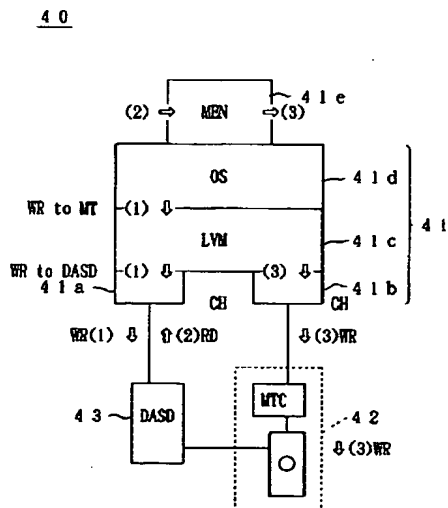 40
41e
(2) ⇨ MEN ⇨ (3)
OS
41d
WR to MT (1) ⇩
41
LVM
41c
WR to DASD (1) ⇩ (3) ⇩
41a
41b
CH CH
WR(1) ⇩ ⇧(2)RD ⇩(3)WR
MTC
43 DASD
42
⇩(3)WR